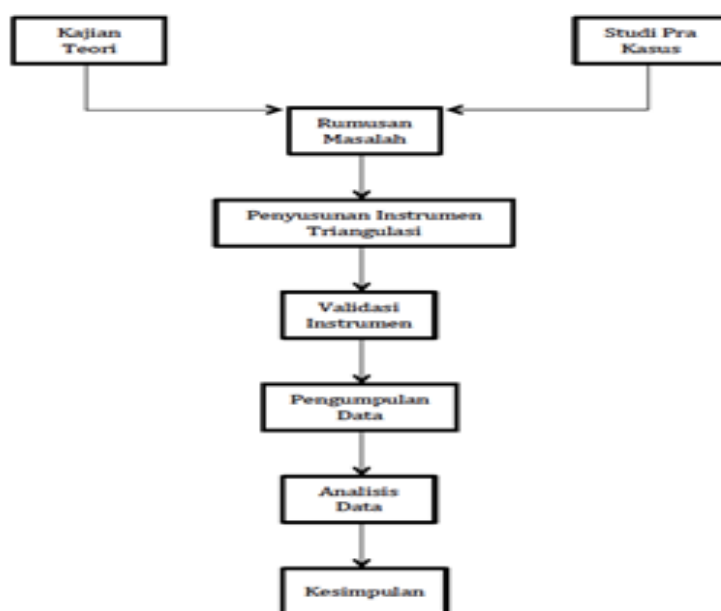 Kajian
Teori
Studi Pra
Kasus
Rumusan
Masalah
Penyusunan Instrumen
Triangulasi
Validasi
Instrumen
Pengumpulan
Data
Analisis
Data
Kesimpulan